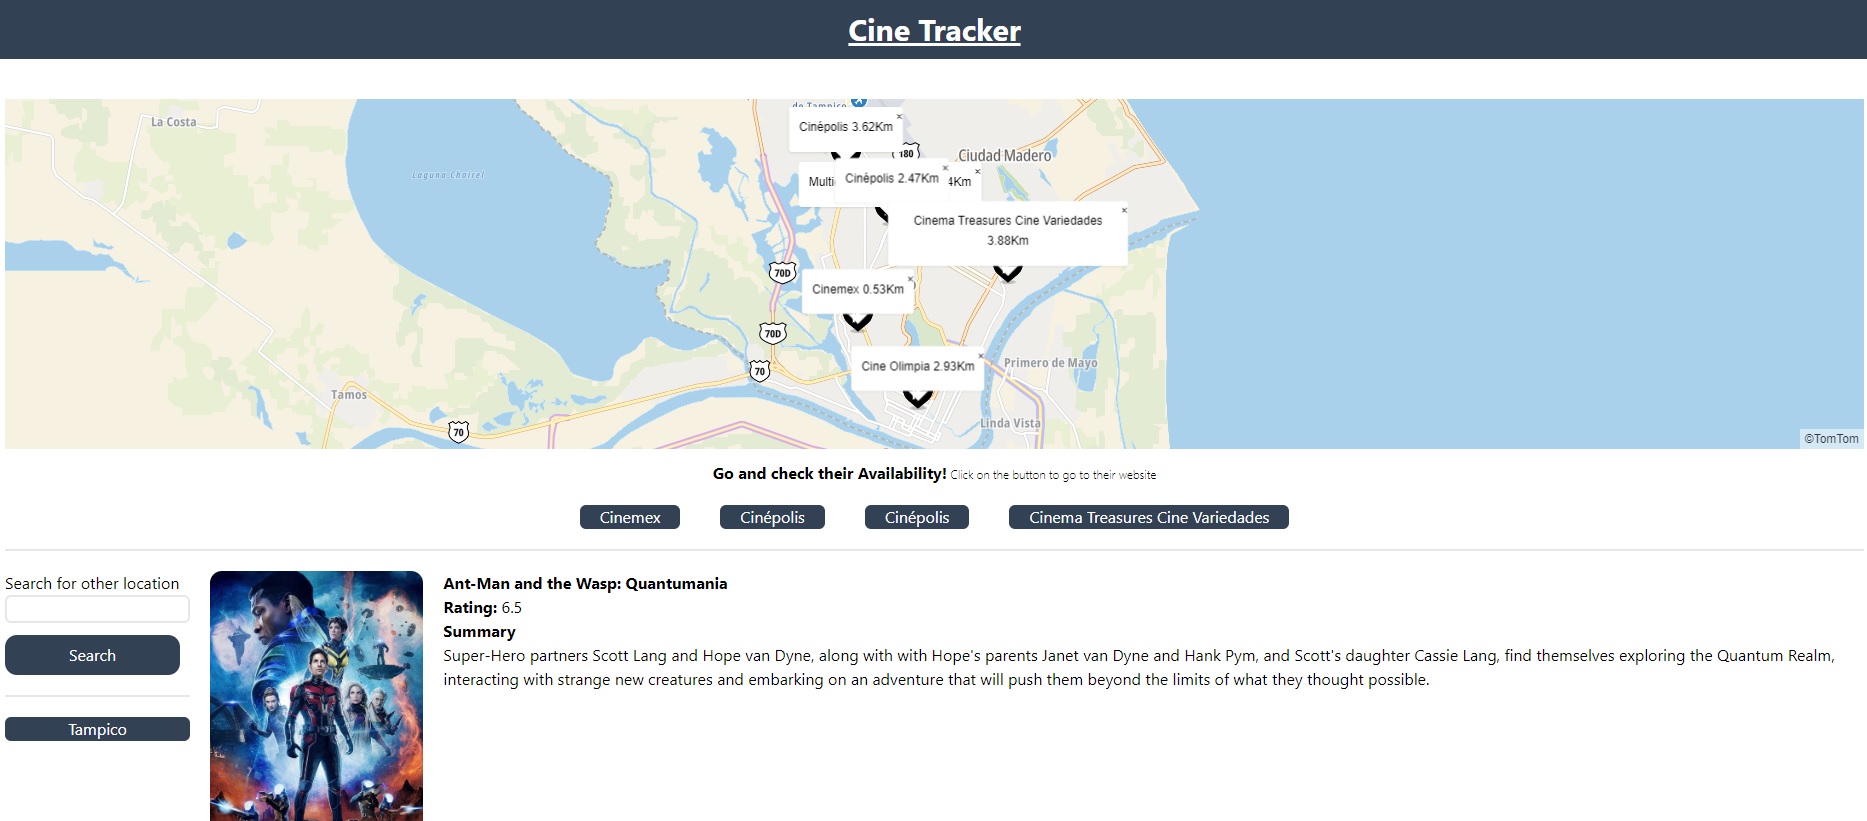 Cine Tracker
La Costa
Laguna Chairel
de Tampico
Cinépolis 3.62Km
×
180
Ciudad Madero
Cinépolis 2.47Km
×
4Km
×
Cinema Treasures Cine Variedades
3.88Km
×
70D
Cinemex 0.53Km
×
70D
70
Cine Olimpia 2.93Km
×
Primero de Mayo
Tamos
Linda Vista
70
©TomTom
Go and check their Availability! Click on the button to go to their website
Cinemex
Cinépolis
Cinépolis
Cinema Treasures Cine Variedades
Search for other location
Search
Tampico
Ant-Man and the Wasp: Quantumania
Rating: 6.5
Summary
Super-Hero partners Scott Lang and Hope van Dyne, along with with Hope's parents Janet van Dyne and Hank Pym, and Scott's daughter Cassie Lang, find themselves exploring the Quantum Realm,
interacting with strange new creatures and embarking on an adventure that will push them beyond the limits of what they thought possible.